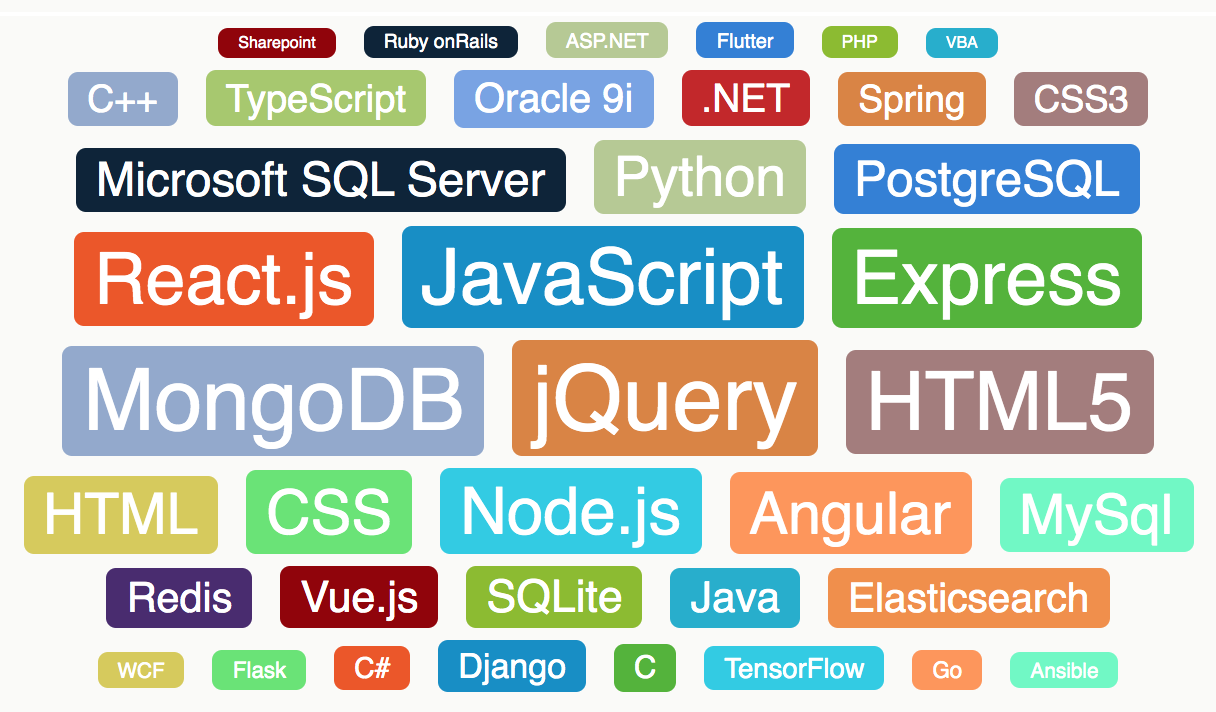 Sharepoint Ruby onRails ASP.NET Flutter PHP VBA
C++ TypeScript Oracle 9i .NET Spring CSS3
Microsoft SQL Server Python PostgreSQL
React.js JavaScript Express
MongoDB jQuery HTML5
HTML CSS Node.js Angular MySql
Redis Vue.js SQLite Java Elasticsearch
WCF Flask C# Django C TensorFlow Go Ansible